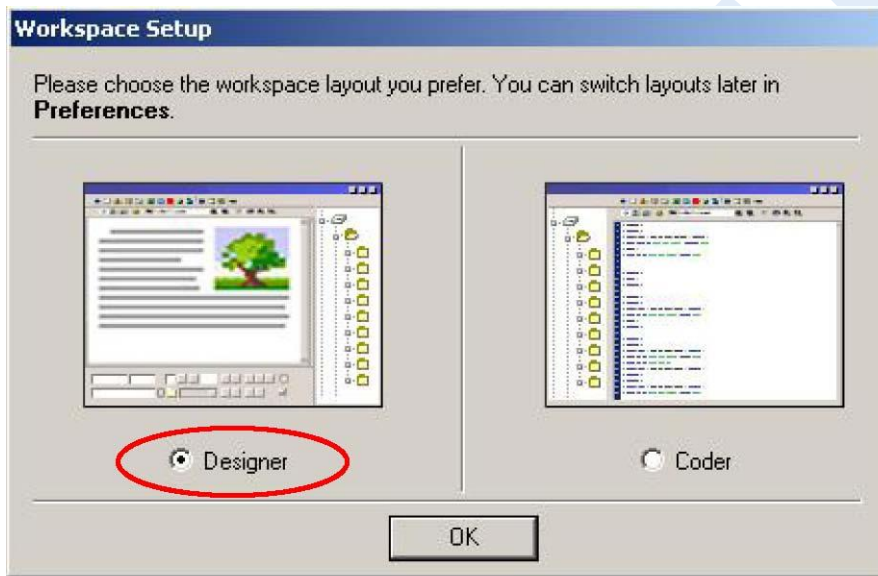 Workspace Setup
Please choose the workspace layout you prefer. You can switch layouts later in
Preferences.
Designer
Coder
OK